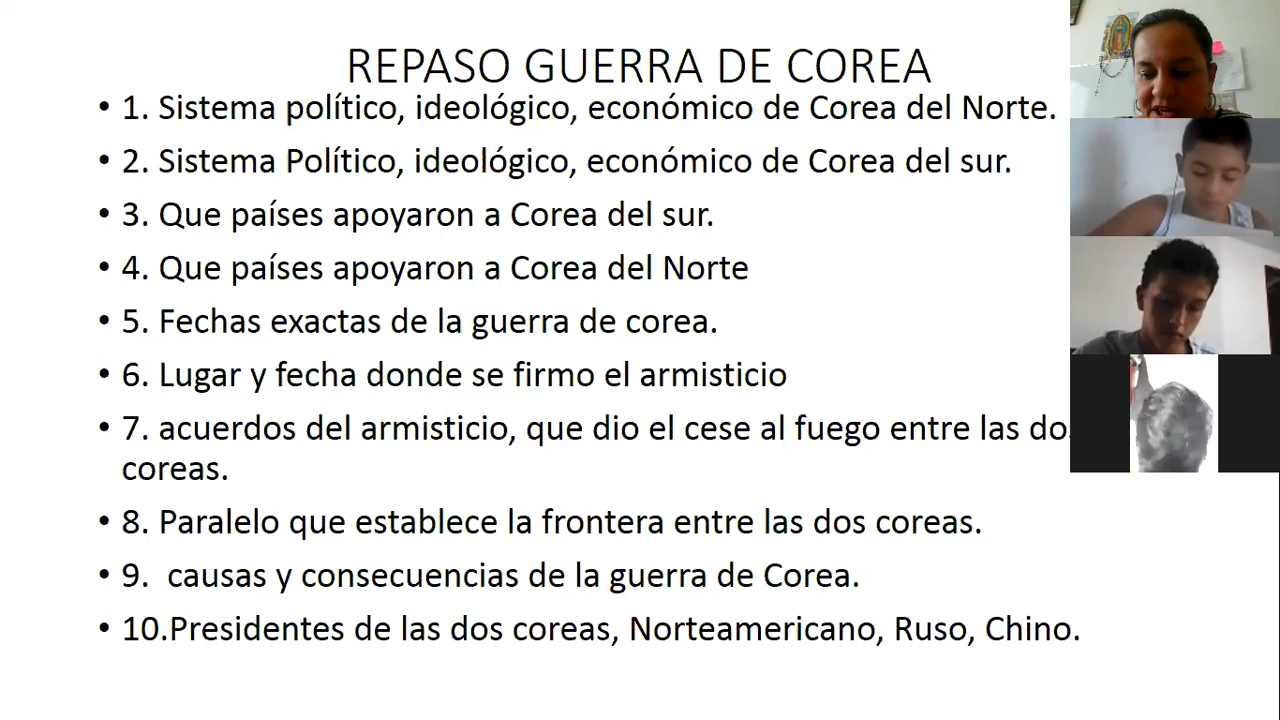 REPASO GUERRA DE COREA
• 1. Sistema político, ideológico, económico de Corea del Norte.
• 2. Sistema Político, ideológico, económico de Corea del sur.
• 3. Que países apoyaron a Corea del sur.
• 4. Que países apoyaron a Corea del Norte
• 5. Fechas exactas de la guerra de corea.
• 6. Lugar y fecha donde se firmo el armisticio
• 7. acuerdos del armisticio, que dio el cese al fuego entre las dos
coreas.
• 8. Paralelo que establece la frontera entre las dos coreas.
• 9. causas y consecuencias de la guerra de Corea.
• 10.Presidentes de las dos coreas, Norteamericano, Ruso, Chino.